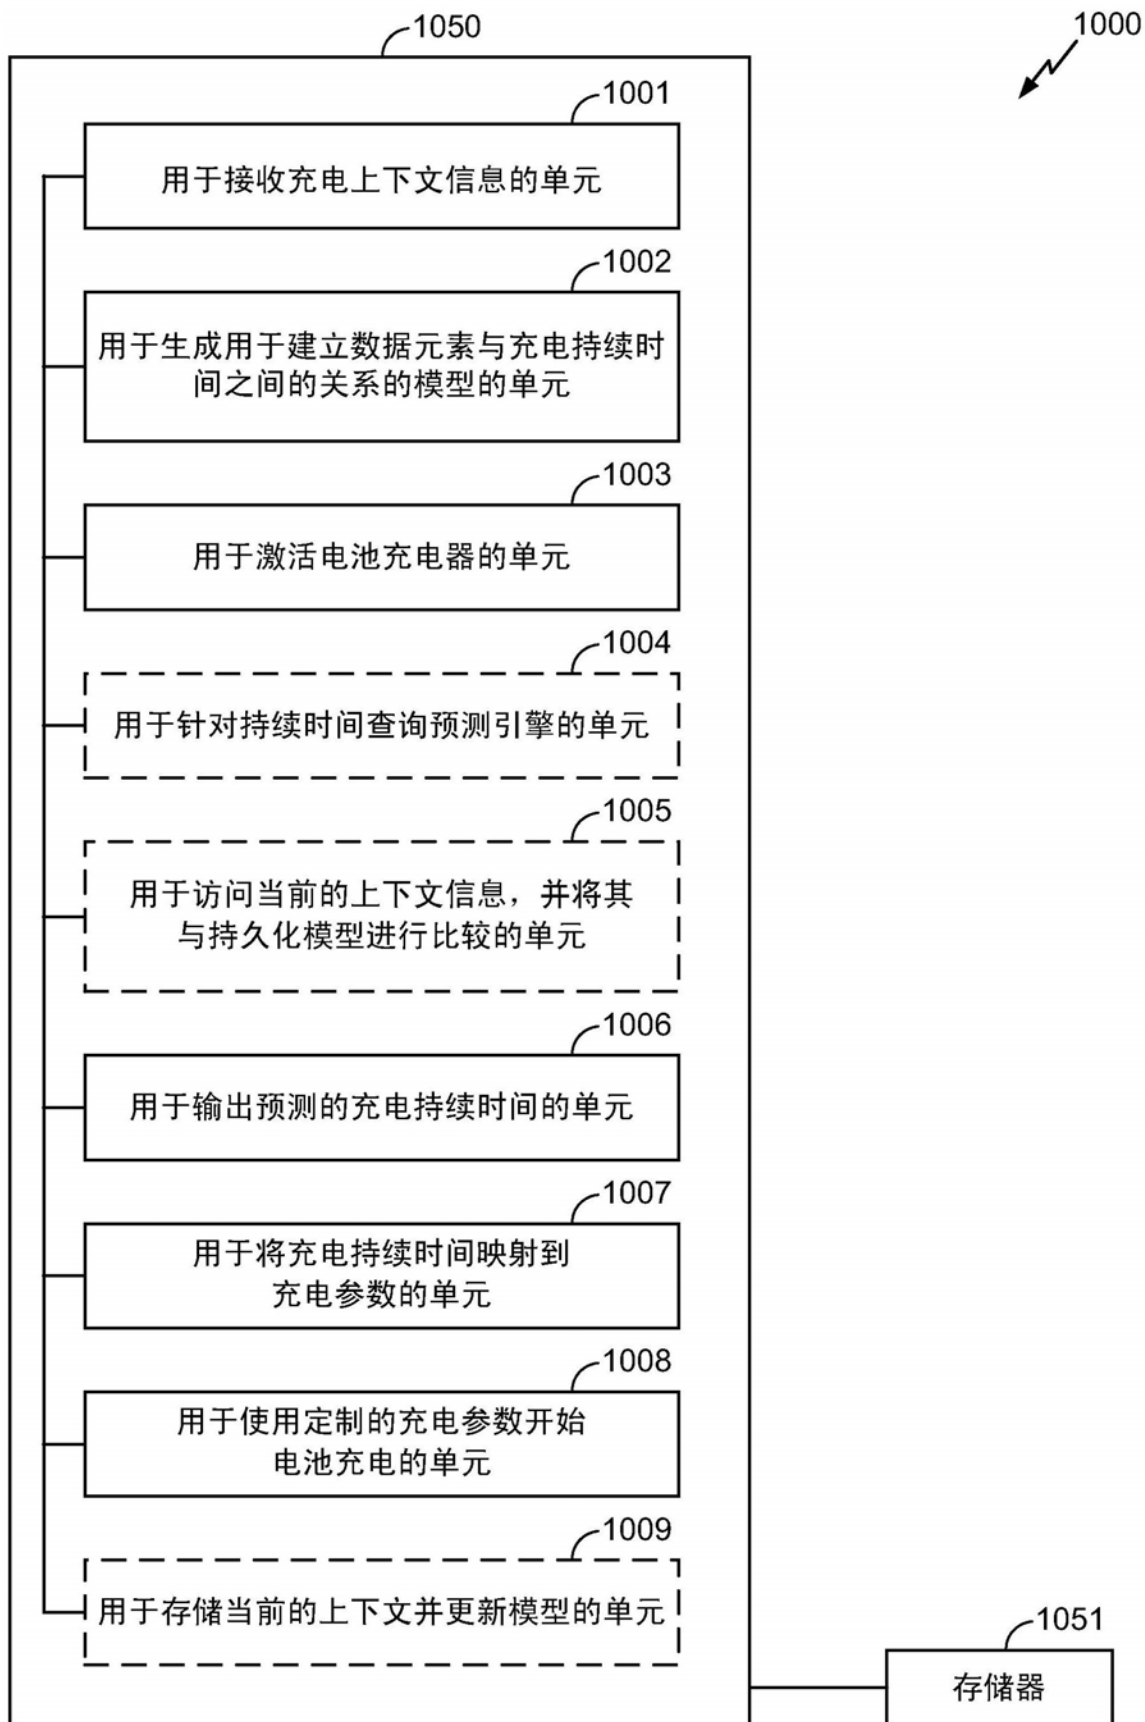 1050
1000
1001
用于接收充电上下文信息的单元
1002
用于生成用于建立数据元素与充电持续时
间之间的关系的模型的单元
1003
用于激活电池充电器的单元
1004
用于针对持续时间查询预测引擎的单元
1005
用于访问当前的上下文信息，并将其
与持久化模型进行比较的单元
1006
用于输出预测的充电持续时间的单元
1007
用于将充电持续时间映射到
充电参数的单元
1008
用于使用定制的充电参数开始
电池充电的单元
1009
用于存储当前的上下文并更新模型的单元
1051
存储器